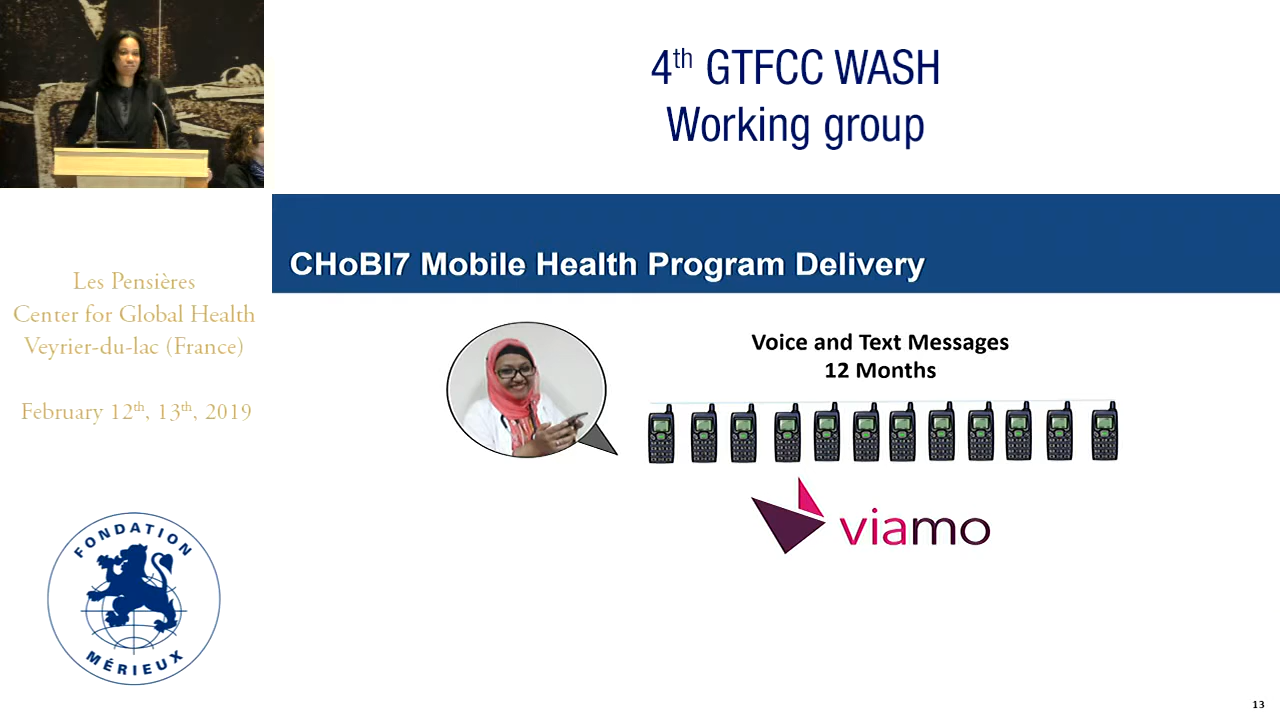 4th GTFCC WASH
Working group
CHoBI7 Mobile Health Program Delivery
Les Pensières
Center for Global Health
Veyrier-du-lac (France)
February 12th, 13th, 2019
Voice and Text Messages
12 Months
viamo
FONDATION
MÉRIEUX
13